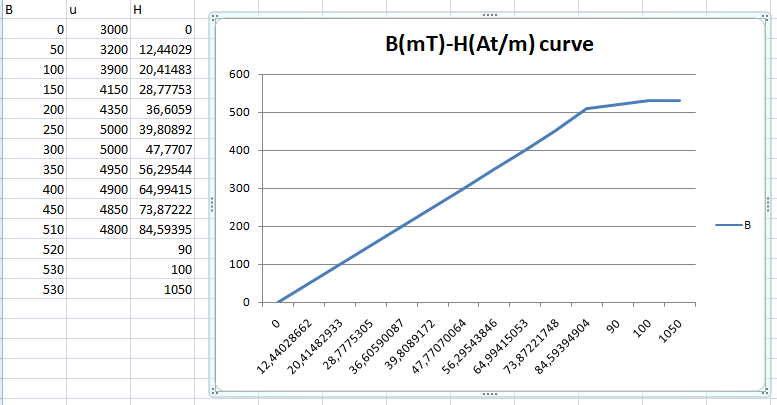 B u H
0 3000 0
50 3200 12,44029
100 3900 20,41483
150 4150 28,77753
200 4350 36,6059
250 5000 39,80892
300 5000 47,7707
350 4950 56,29544
400 4900 64,99415
450 4850 73,87222
510 4800 84,59395
520 90
530 100
530 1050
B(mT)-H(At/m) curve
600
500
400
300
200
100
0
0
12,44028662
20,41482933
28,7775305
36,60590087
39,8089172
47,77070064
56,29543846
64,99415053
73,87221748
84,59394904
90
100
1050
B